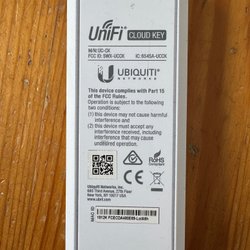 UniFi® CLOUD KEY
M/N: UC-CK
FCC ID: SWX-UCCK IC: 6545A-UCCK
UBIQUITI
NETWORKS
This device complies with Part 15
of the FCC Rules.
Operation is subject to the following
two conditions:
(1) this device may not cause harmful
interference and
(2) this device must accept any
interference received, including
interference that may cause
undesired operation.
RoHS
COMPLIANT
Ubiquiti Networks, Inc.
685 Third Avenue, 27th Floor
New York, NY 10017 USA
www.ubnt.com
MAC ID